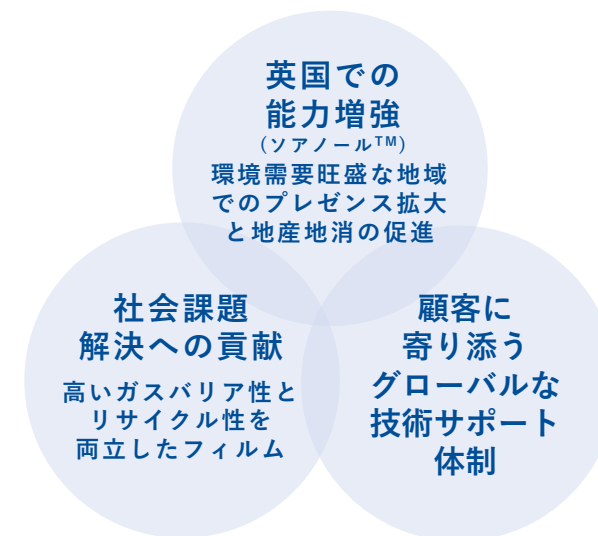 英国での
能力増強
(ソアノール™)
環境需要旺盛な地域
でのプレゼンス拡大
と地産地消の促進
社会課題
解決への貢献
高いガスバリア性と
リサイクル性を
両立したフィルム
顧客に
寄り添う
グローバルな
技術サポート
体制